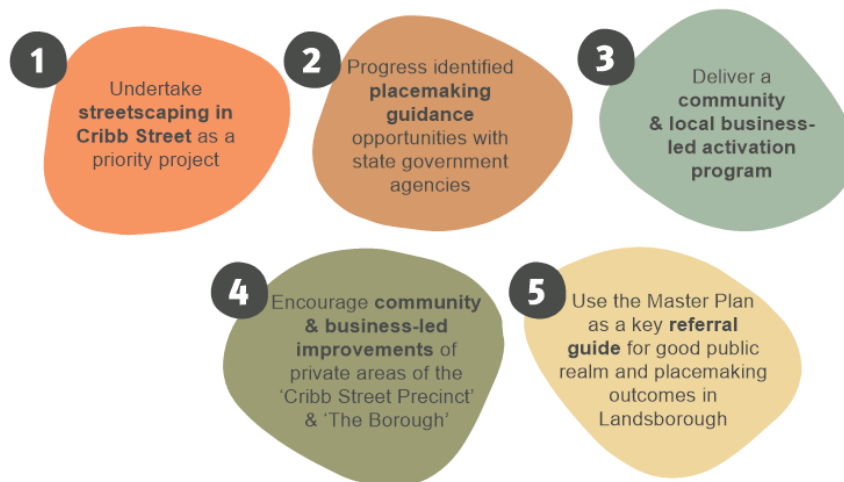 1
Undertake
streetscaping in
Cribb Street as a
priority project
2
Progress identified
placemaking
guidance
opportunities with
state government
agencies
3
Deliver a
community
& local business-
led activation
program
4
Encourage community
& business-led
improvements of
private areas of the
‘Cribb Street Precinct’
& ‘The Borough’
5
Use the Master Plan
as a key referral
guide for good public
realm and placemaking
outcomes in
Landsborough